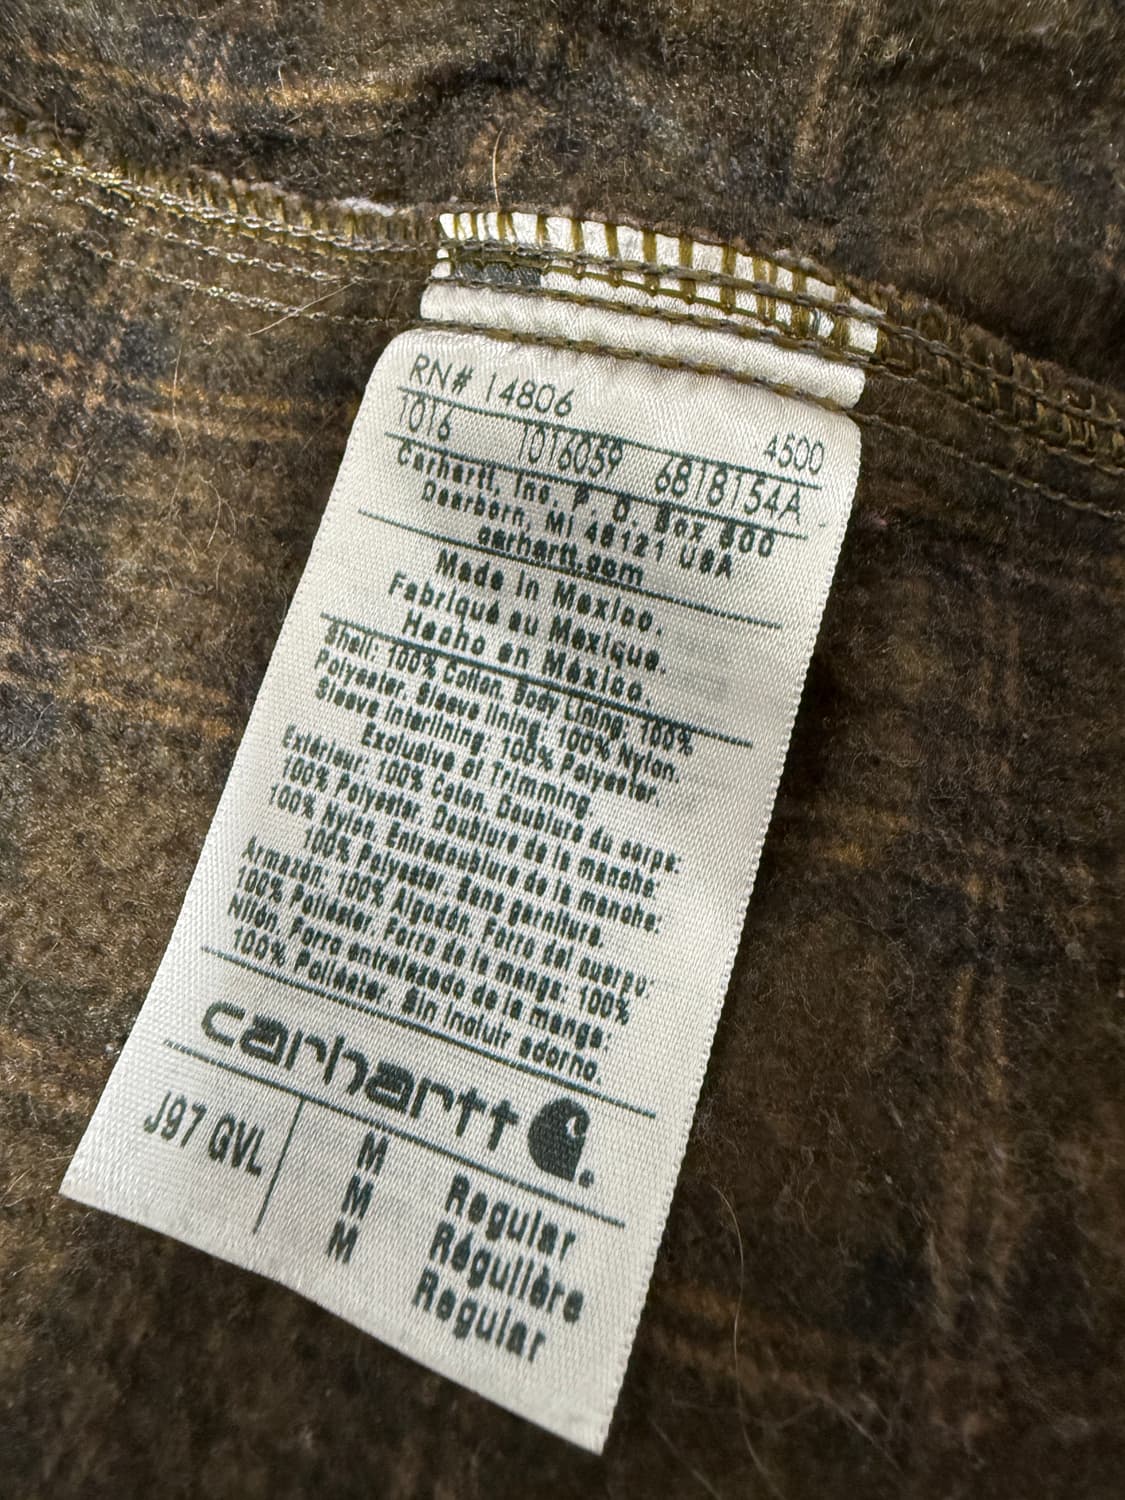 RN# 14806
4500
1016 1016059 6818154A
Carhartt, Inc. P. O. Box 600
Dearborn, MI 48121 USA
carhartt.com
Made in Mexico.
Fabriqué au Mexique.
Hecho en México.
Shell: 100% Cotton. Body Lining: 100%
Polyester. Sleeve lining: 100% Nylon.
Sleeve Interlining: 100% Polyester.
Exclusive of Trimming
Extérieur: 100% Coton. Doublure du corps:
100% Polyester. Doublure de la manche:
100% Nylon. Entredoublure de la manche:
100% Polyester. Sans garniture.
Armazón: 100% Algodón. Forro del cuerpo:
100% Poliéster. Forro de la manga: 100%
Nilón. Forro entrelazado de la manga:
100% Poliéster. Sin incluir adorno.
carhartt
J97 GVL M Regular
M Régulière
M Regular